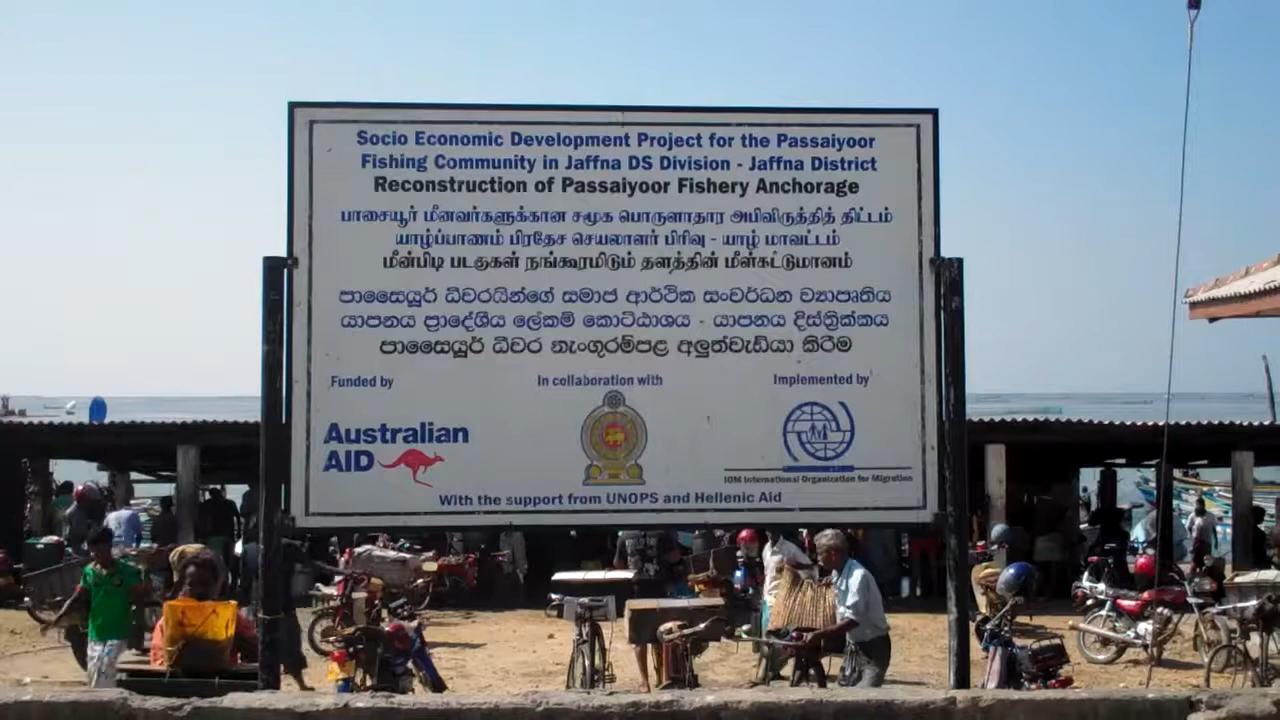 Socio Economic Development Project for the Passaiyoor
Fishing Community in Jaffna DS Division - Jaffna District
Reconstruction of Passaiyoor Fishery Anchorage
பாசையூர் மீனவர்களுக்கான சமூக பொருளாதார அபிவிருத்தித் திட்டம்
யாழ்ப்பாணம் பிரதேச செயலாளர் பிரிவு - யாழ் மாவட்டம்
மீன்பிடி படகுகள் நங்கூரமிடும் தளத்தின் மீள்கட்டுமானம்
පාසෛයූර් ධීවරයින්ගේ සමාජ ආර්ථික සංවර්ධන ව්‍යාපෘතිය
යාපනය ප්‍රාදේශීය ලේකම් කොට්ඨාශය - යාපනය දිස්ත්‍රික්කය
පාසෛයූර් ධීවර නැංගුරම්පළ අලුත්වැඩියා කිරීම
Funded by
In collaboration with
Implemented by
Australian
AID
IOM International Organization for Migration
With the support from UNOPS and Hellenic Aid